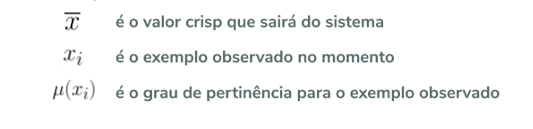 x̅ é o valor crisp que sairá do sistema
xᵢ é o exemplo observado no momento
μ(xᵢ) é o grau de pertinência para o exemplo observado